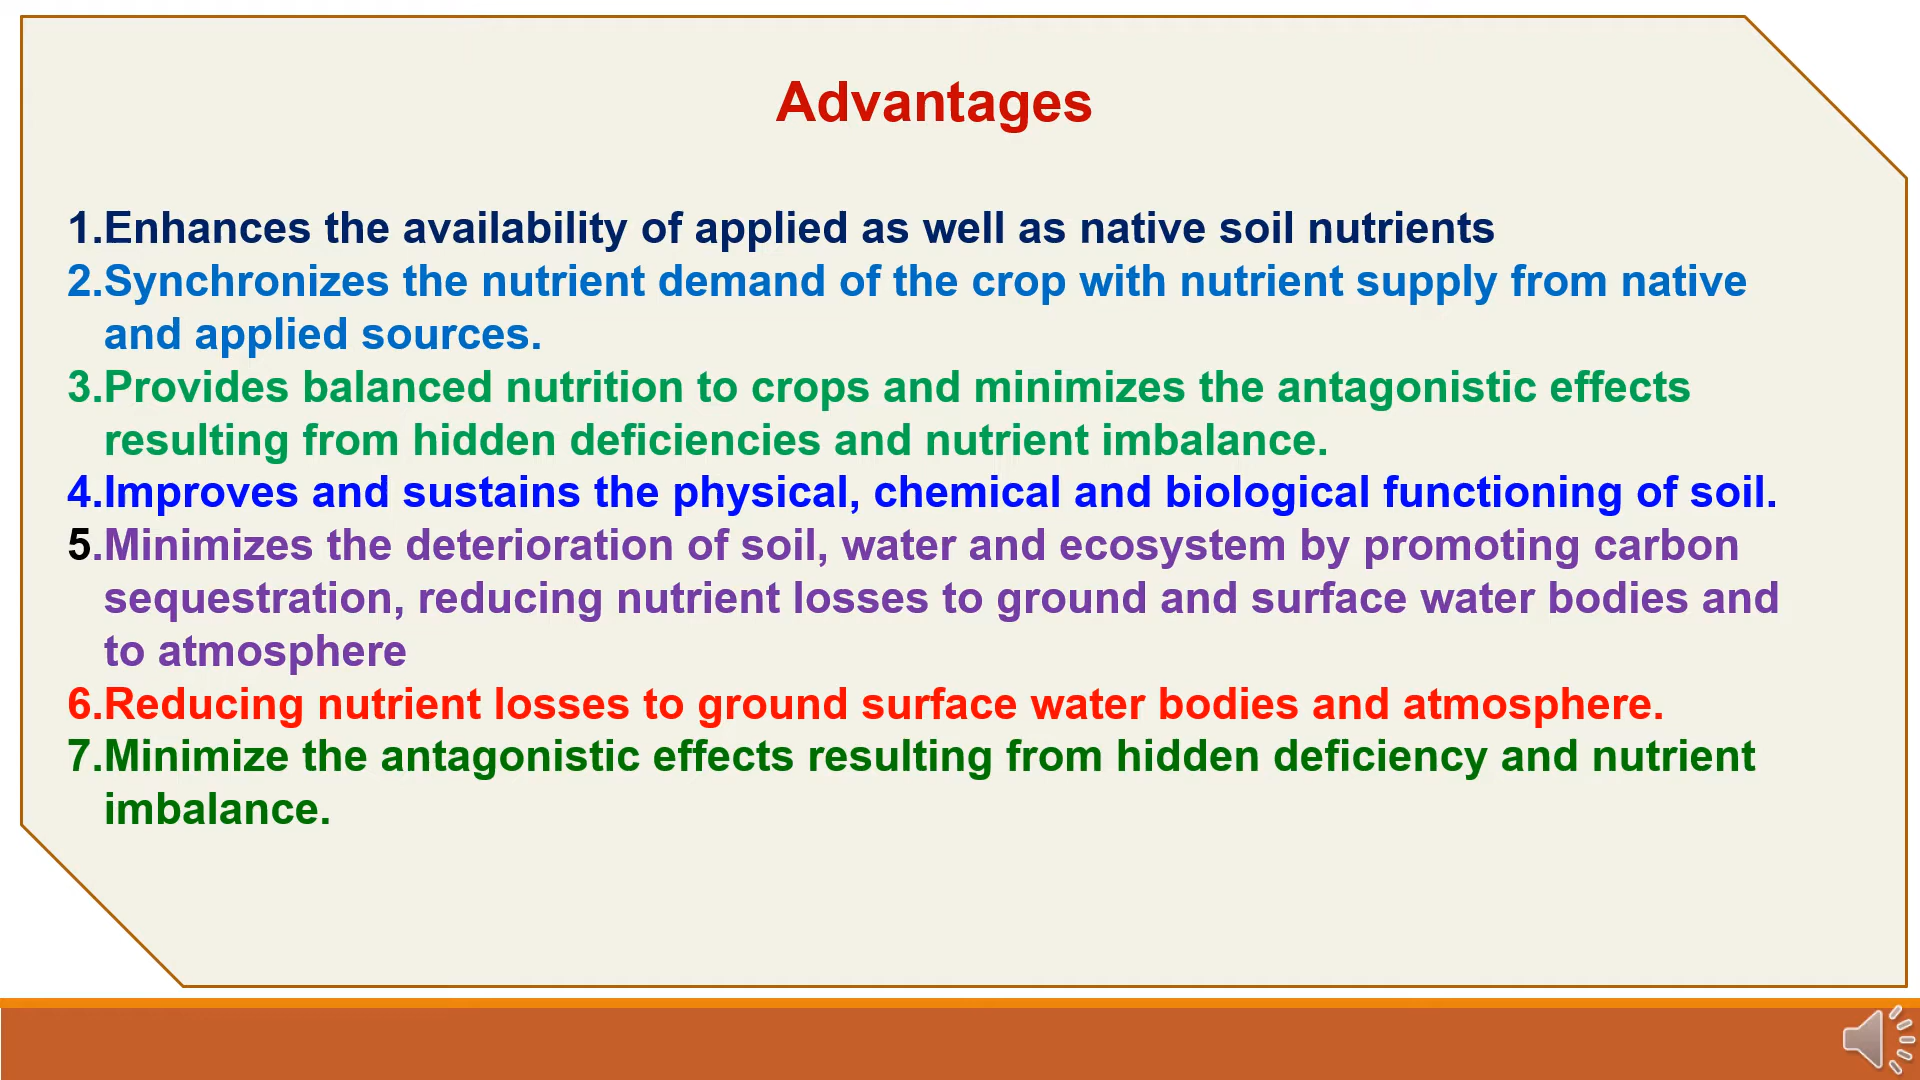 Advantages
1.Enhances the availability of applied as well as native soil nutrients
2.Synchronizes the nutrient demand of the crop with nutrient supply from native
and applied sources.
3.Provides balanced nutrition to crops and minimizes the antagonistic effects
resulting from hidden deficiencies and nutrient imbalance.
4.Improves and sustains the physical, chemical and biological functioning of soil.
5.Minimizes the deterioration of soil, water and ecosystem by promoting carbon
sequestration, reducing nutrient losses to ground and surface water bodies and
to atmosphere
6.Reducing nutrient losses to ground surface water bodies and atmosphere.
7.Minimize the antagonistic effects resulting from hidden deficiency and nutrient
imbalance.